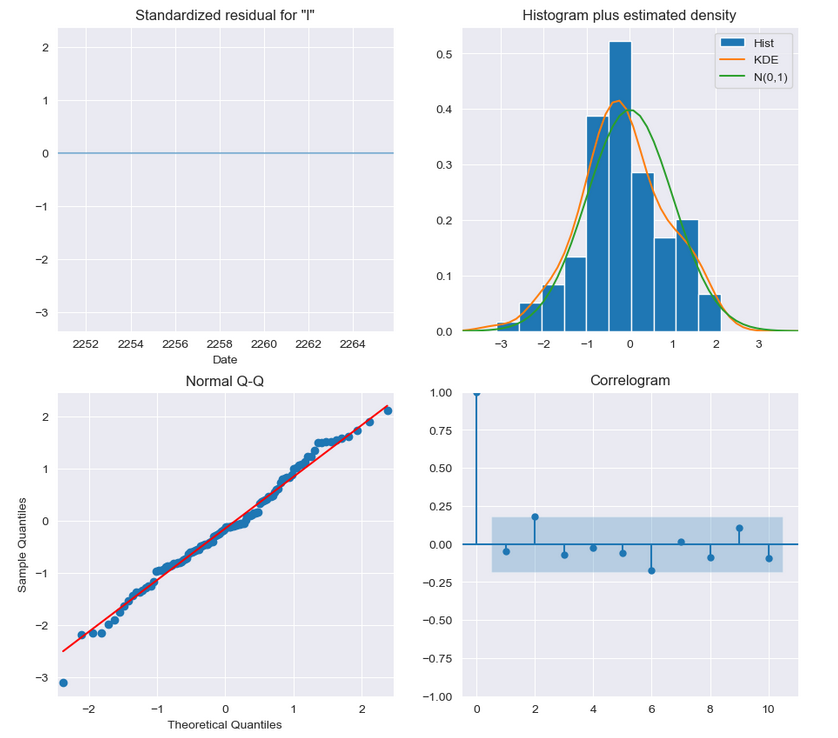 Standardized residual for "l"
2
1
0
−1
−2
−3
2252 2254 2256 2258 2260 2262 2264
Date
Histogram plus estimated density
Hist
KDE
N(0,1)
0.5
0.4
0.3
0.2
0.1
0.0
−3 −2 −1 0 1 2 3
Normal Q-Q
Sample Quantiles
2
1
0
−1
−2
−3
−2 −1 0 1 2
Theoretical Quantiles
Correlogram
1.00
0.75
0.50
0.25
0.00
−0.25
−0.50
−0.75
−1.00
0 2 4 6 8 10